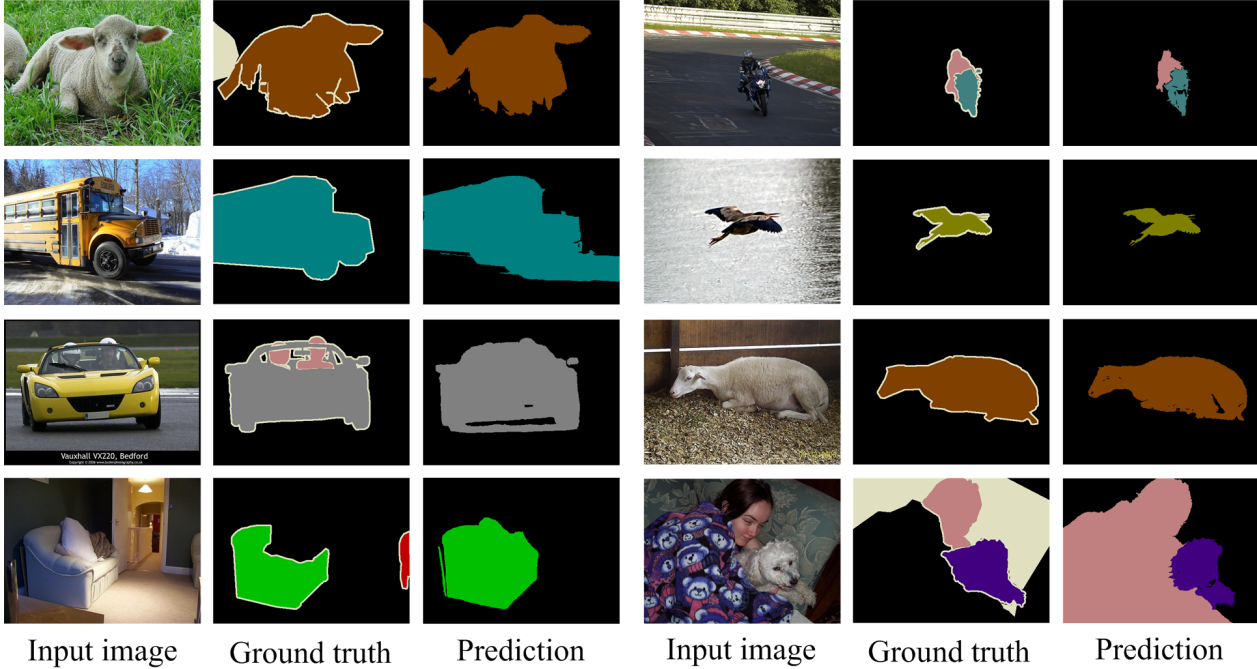 Vauxhall VX220, Bedford
Input image
Ground truth
Prediction
Input image
Ground truth
Prediction